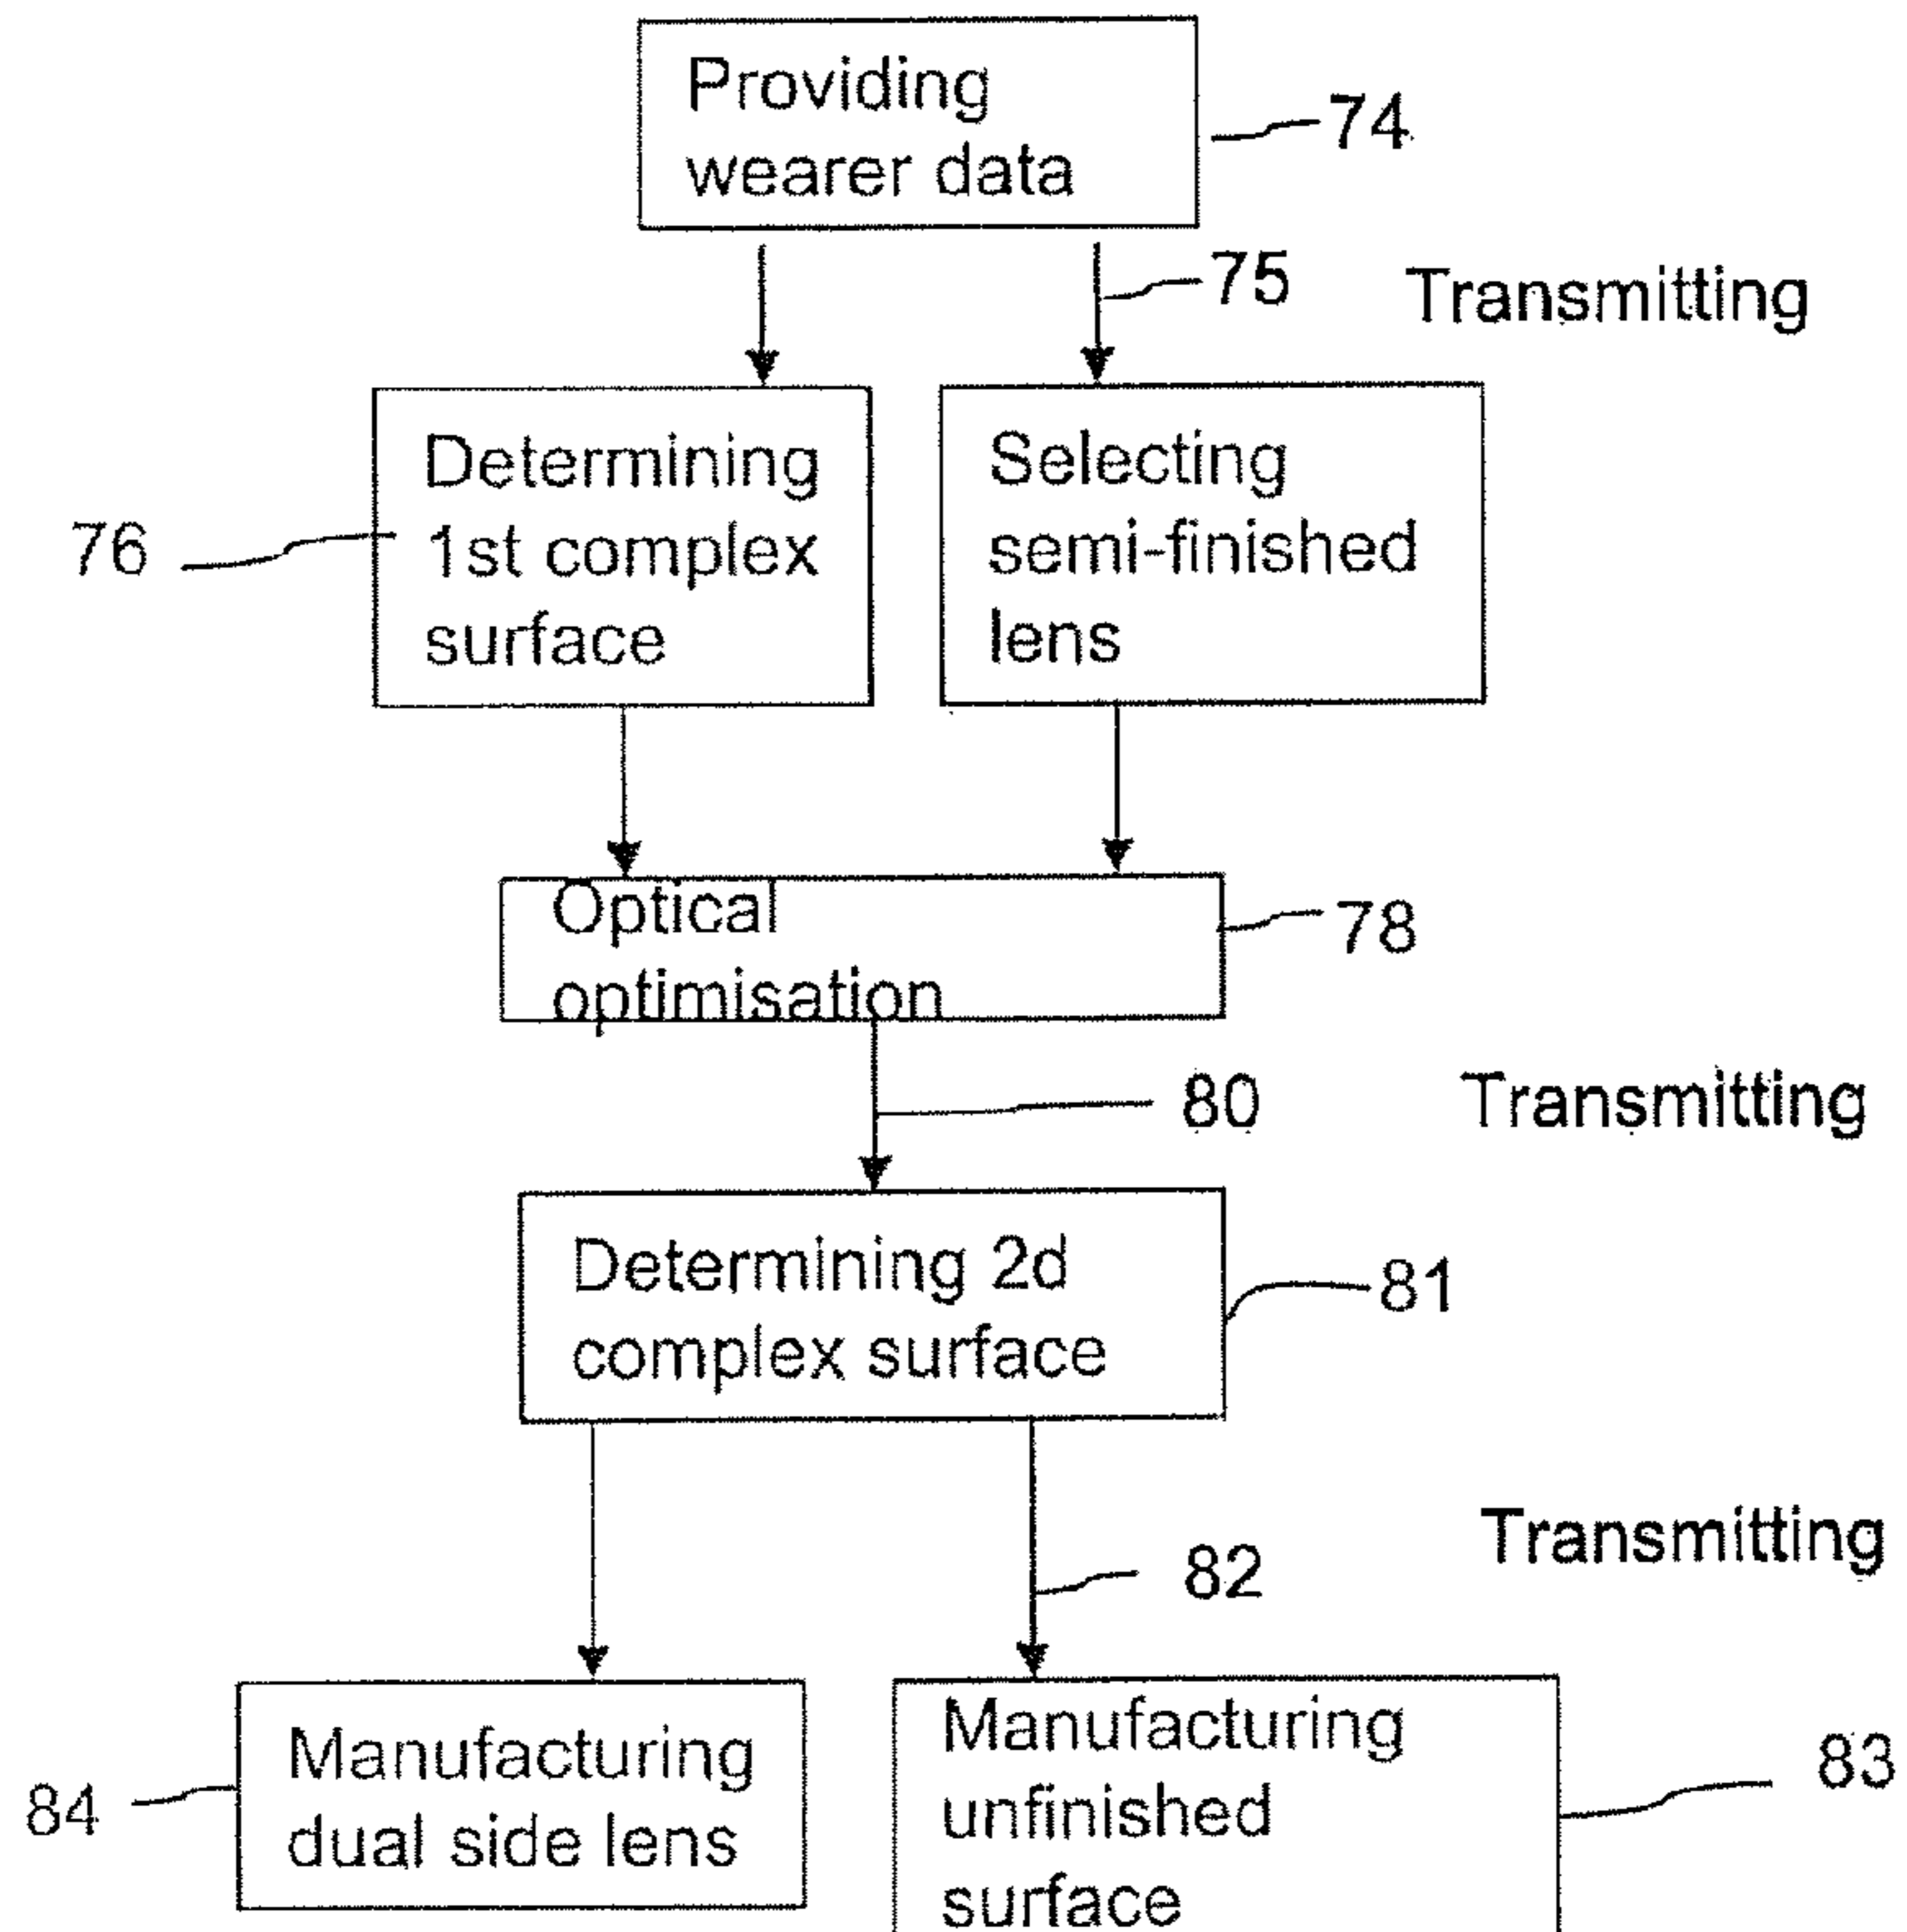 Providing
wearer data
74
75
Transmitting
Determining
1st complex
surface
76
Selecting
semi-finished
lens
Optical
optimisation
78
80
Transmitting
Determining 2d
complex surface
81
Transmitting
82
Manufacturing
dual side lens
84
Manufacturing
unfinished
surface
83